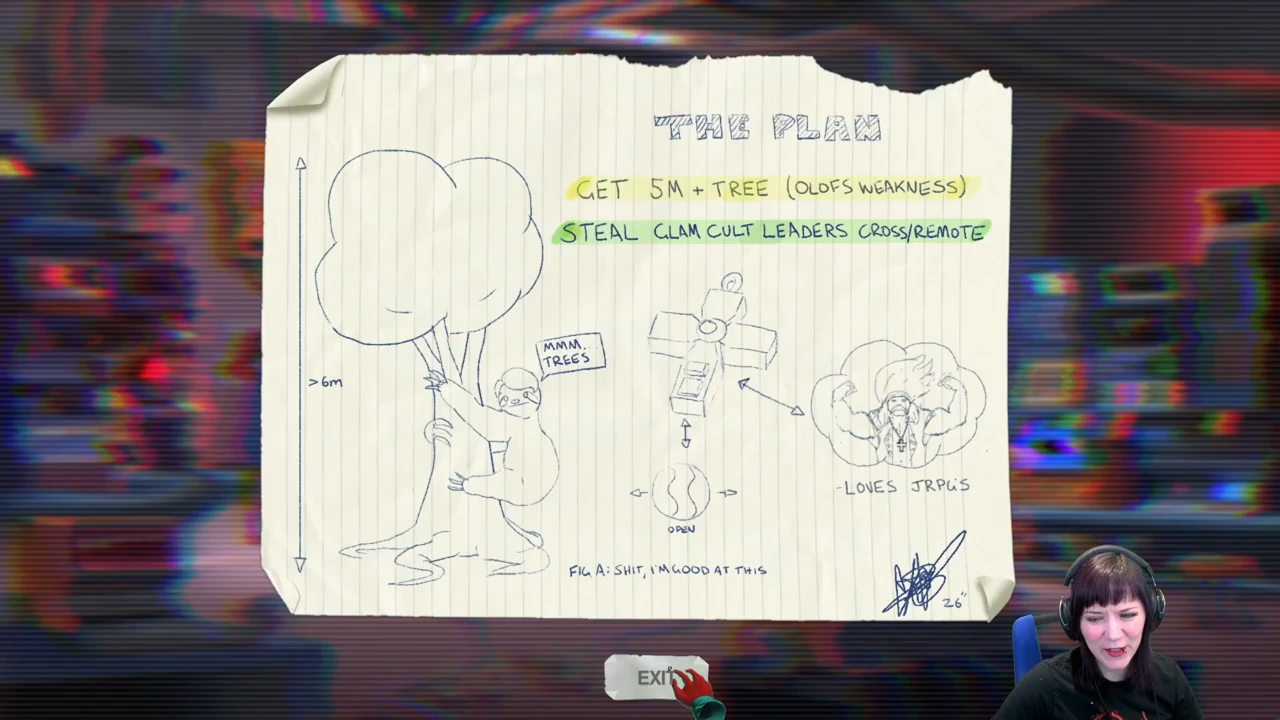 THE PLAN
GET 5M + TREE (OLOFS WEAKNESS)
STEAL GLAM CULT LEADERS CROSS/REMOTE
MMM.
TREES
>6m
-LOVES JRPGS
OPEN
FIG A: SHIT, I'M GOOD AT THIS
26"
EXIT